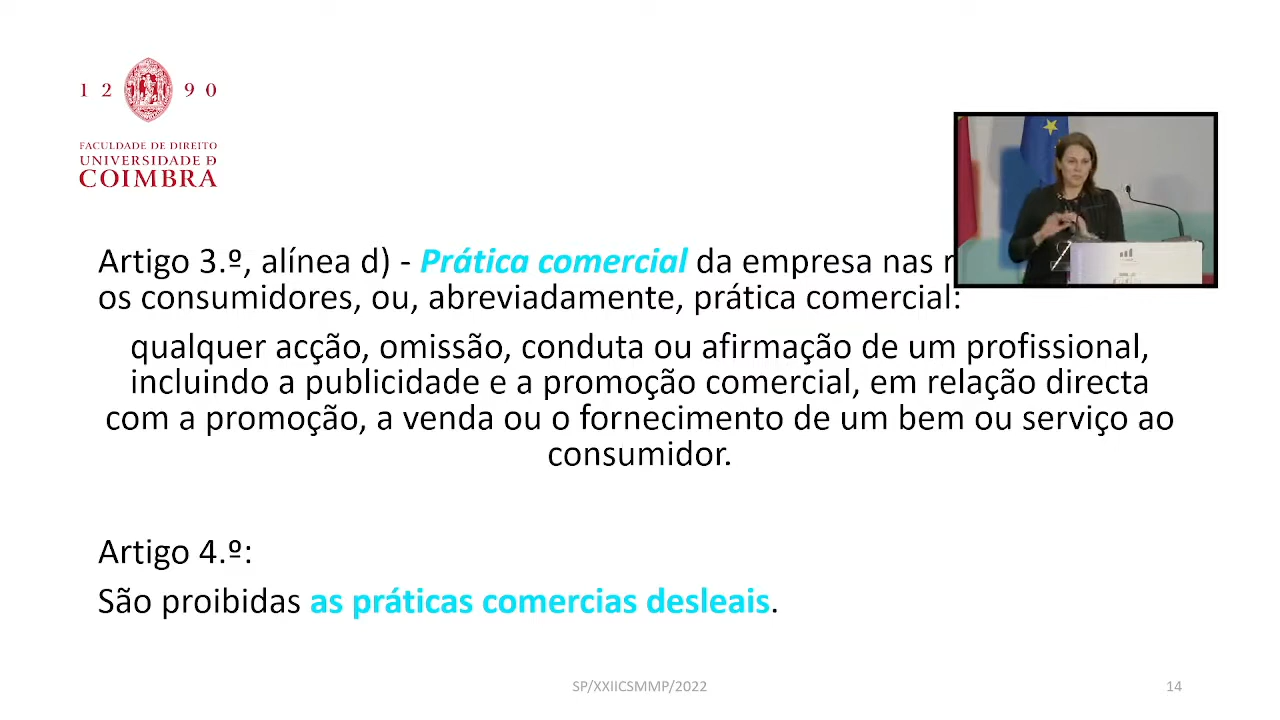 1 2 9 0
FACULDADE DE DIREITO
UNIVERSIDADE Ð
COIMBRA
Artigo 3.º, alínea d) - Prática comercial da empresa nas
os consumidores, ou, abreviadamente, prática comercial:
qualquer acção, omissão, conduta ou afirmação de um profissional,
incluindo a publicidade e a promoção comercial, em relação directa
com a promoção, a venda ou o fornecimento de um bem ou serviço ao
consumidor.
Artigo 4.º:
São proibidas as práticas comercias desleais.
SP/XXIICSMMP/2022
14